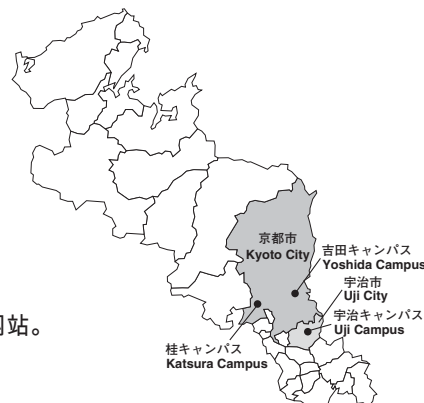 京都市
Kyoto City
吉田キャンパス
Yoshida Campus
宇治市
Uji City
宇治キャンパス
Uji Campus
站。
桂キャンパス
Katsura Campus